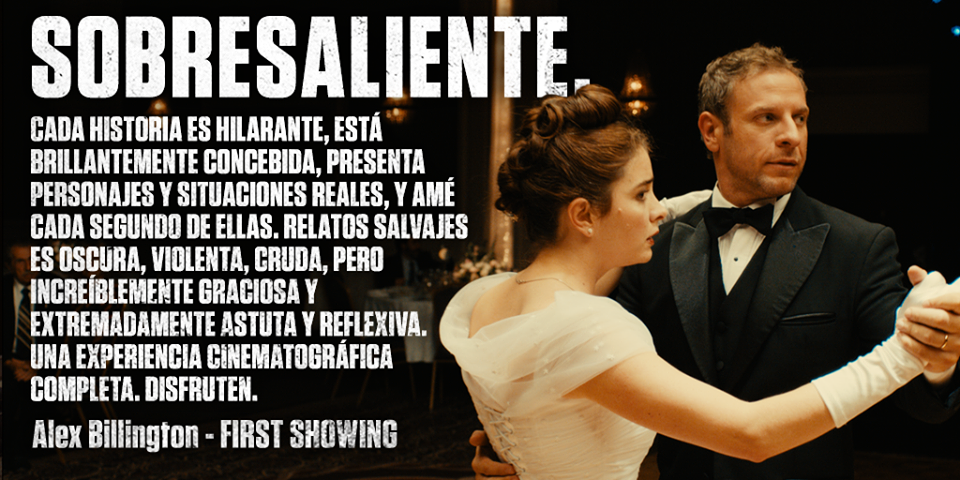 SOBRESALIENTE.
CADA HISTORIA ES HILARANTE, ESTÁ
BRILLANTEMENTE CONCEBIDA, PRESENTA
PERSONAJES Y SITUACIONES REALES, Y AMÉ
CADA SEGUNDO DE ELLAS. RELATOS SALVAJES
ES OSCURA, VIOLENTA, CRUDA, PERO
INCREÍBLEMENTE GRACIOSA Y
EXTREMADAMENTE ASTUTA Y REFLEXIVA.
UNA EXPERIENCIA CINEMATOGRÁFICA
COMPLETA. DISFRUTEN.
Alex Billington - FIRST SHOWING